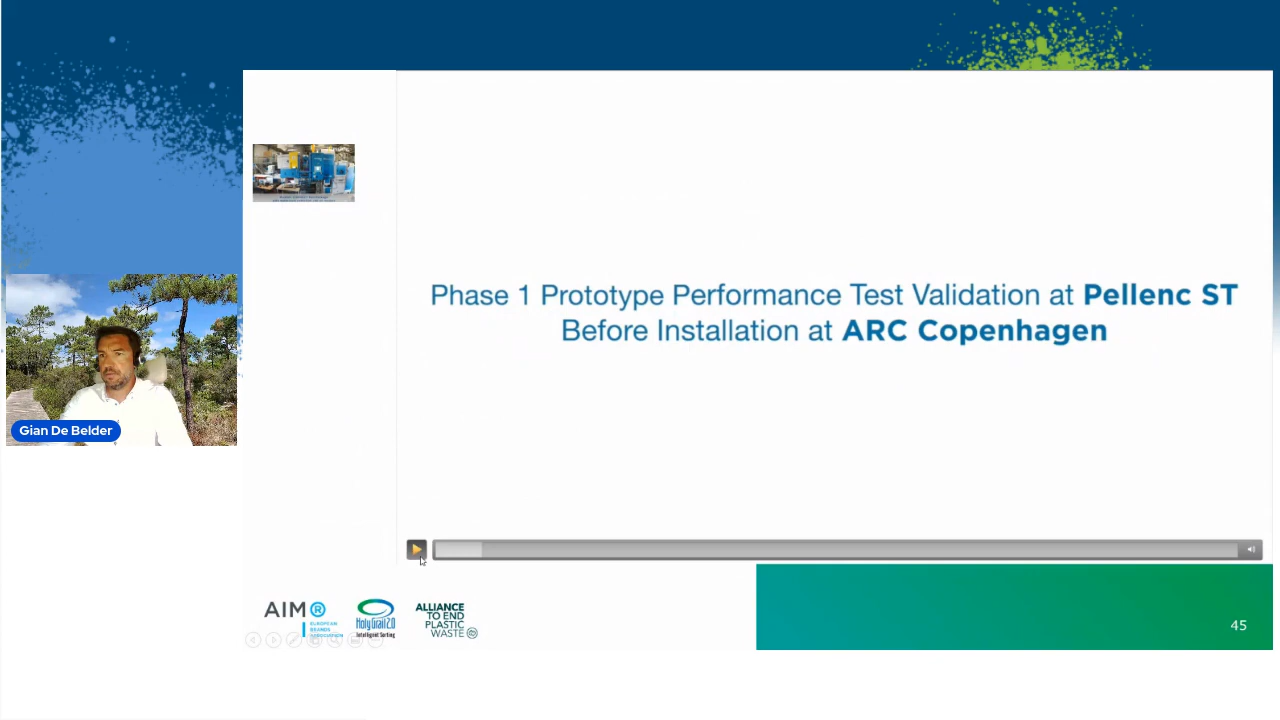 Phase 1 Prototype Performance Test Validation at Pellenc ST
Before Installation at ARC Copenhagen
Gian De Belder
AIM®
EUROPEAN
BRANDS
ASSOCIATION
HolyGrail 2.0
Intelligent Sorting
ALLIANCE
TO END
PLASTIC
WASTE
45